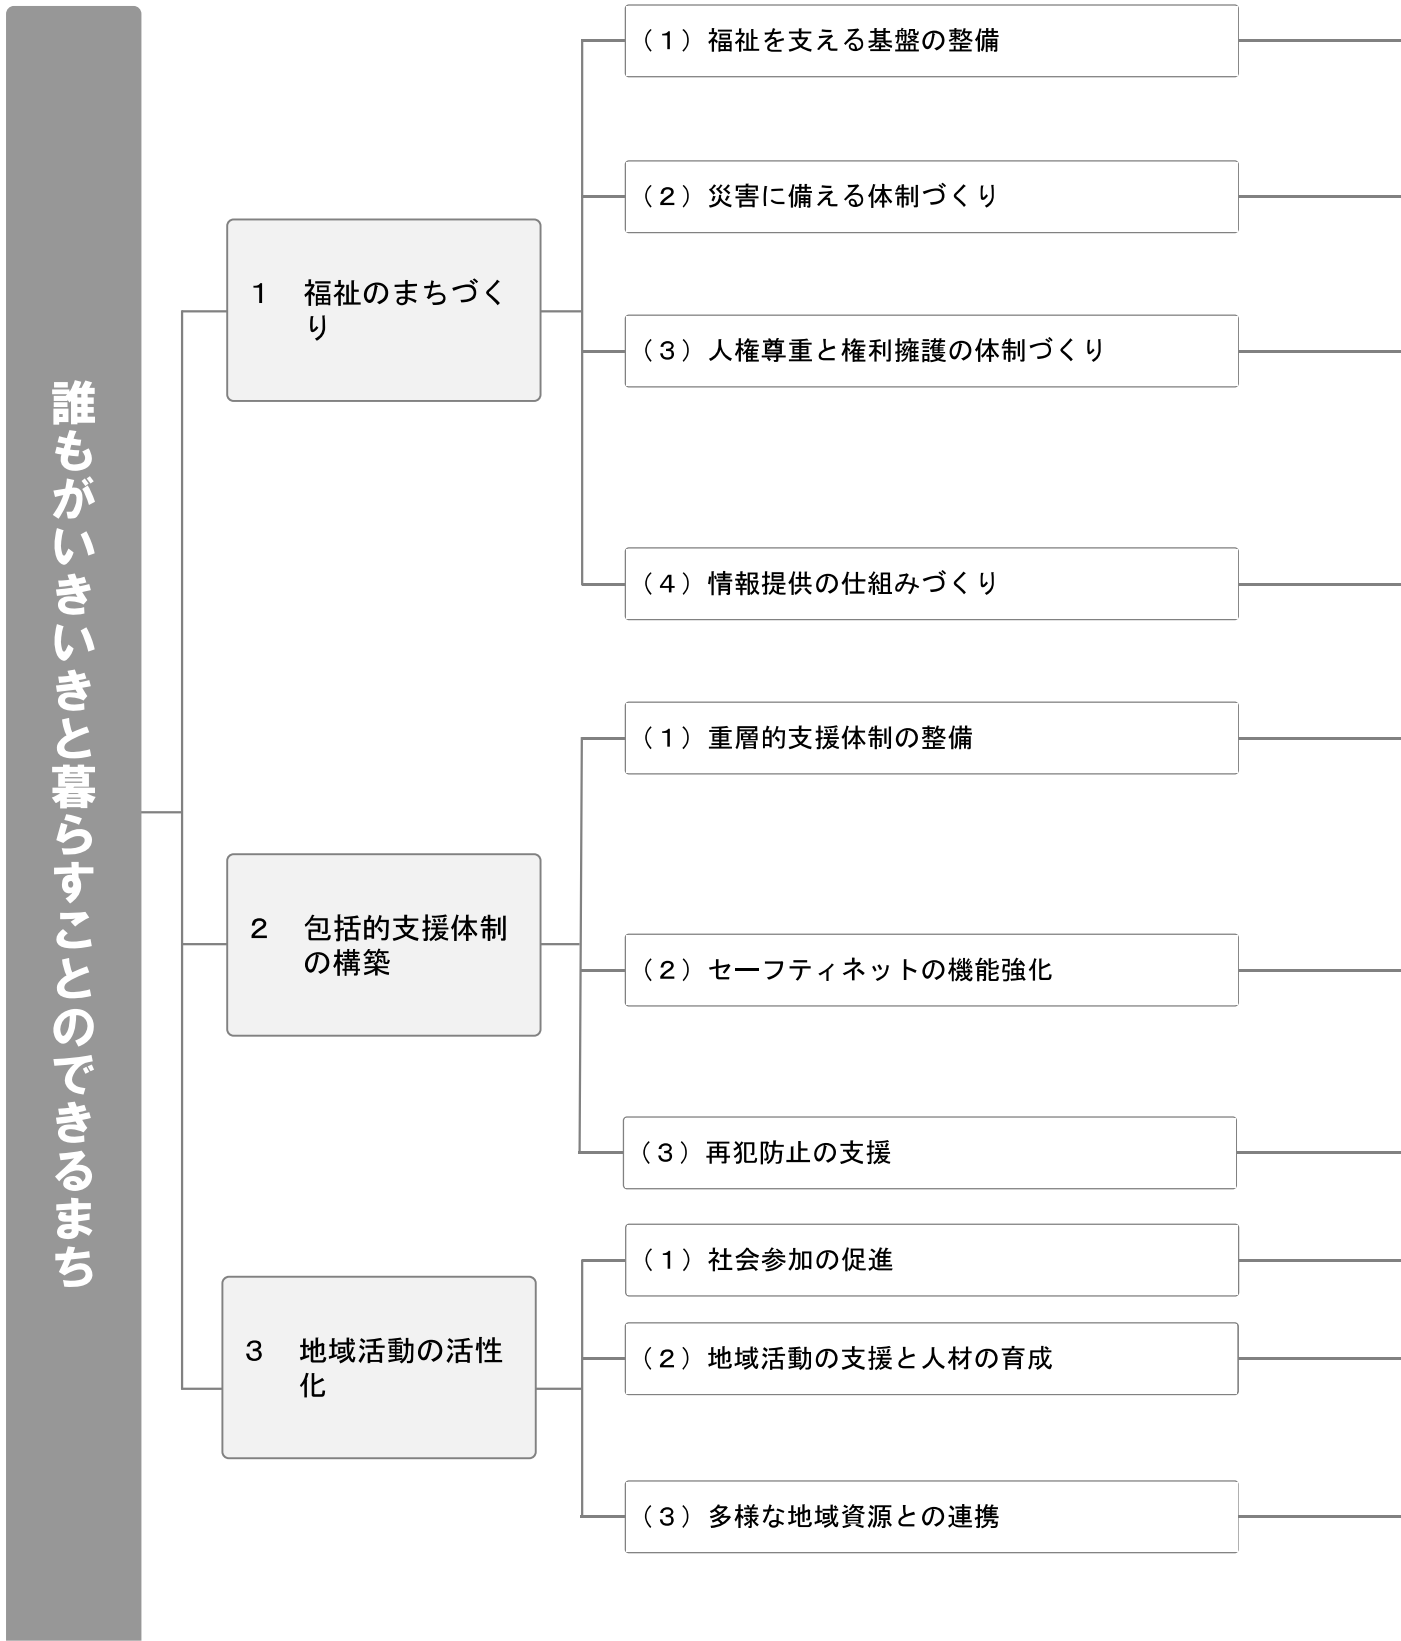 誰もがいきいきと暮らすことのできるまち
１　福祉のまちづく
り
（１）福祉を支える基盤の整備
（２）災害に備える体制づくり
（３）人権尊重と権利擁護の体制づくり
（４）情報提供の仕組みづくり
２　包括的支援体制
の構築
（１）重層的支援体制の整備
（２）セーフティネットの機能強化
（３）再犯防止の支援
３　地域活動の活性
化
（１）社会参加の促進
（２）地域活動の支援と人材の育成
（３）多様な地域資源との連携